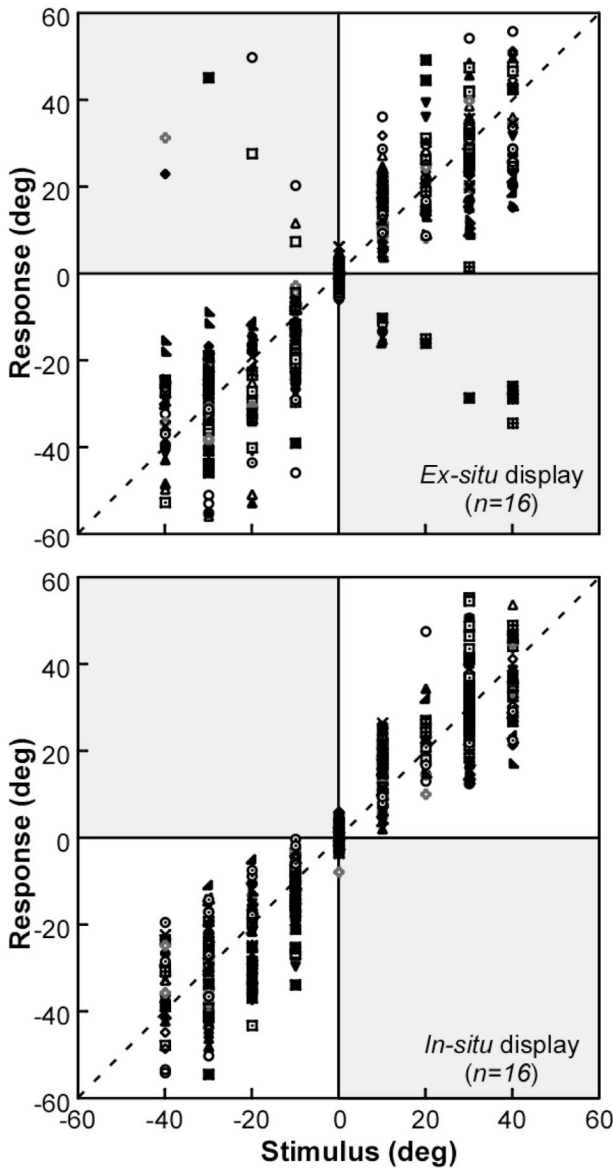 60
40
20
0
-20
-40
-60
Response (deg)
Ex-situ display
(n=16)
60
40
20
0
-20
-40
-60
Response (deg)
In-situ display
(n=16)
-60 -40 -20 0 20 40 60
Stimulus (deg)